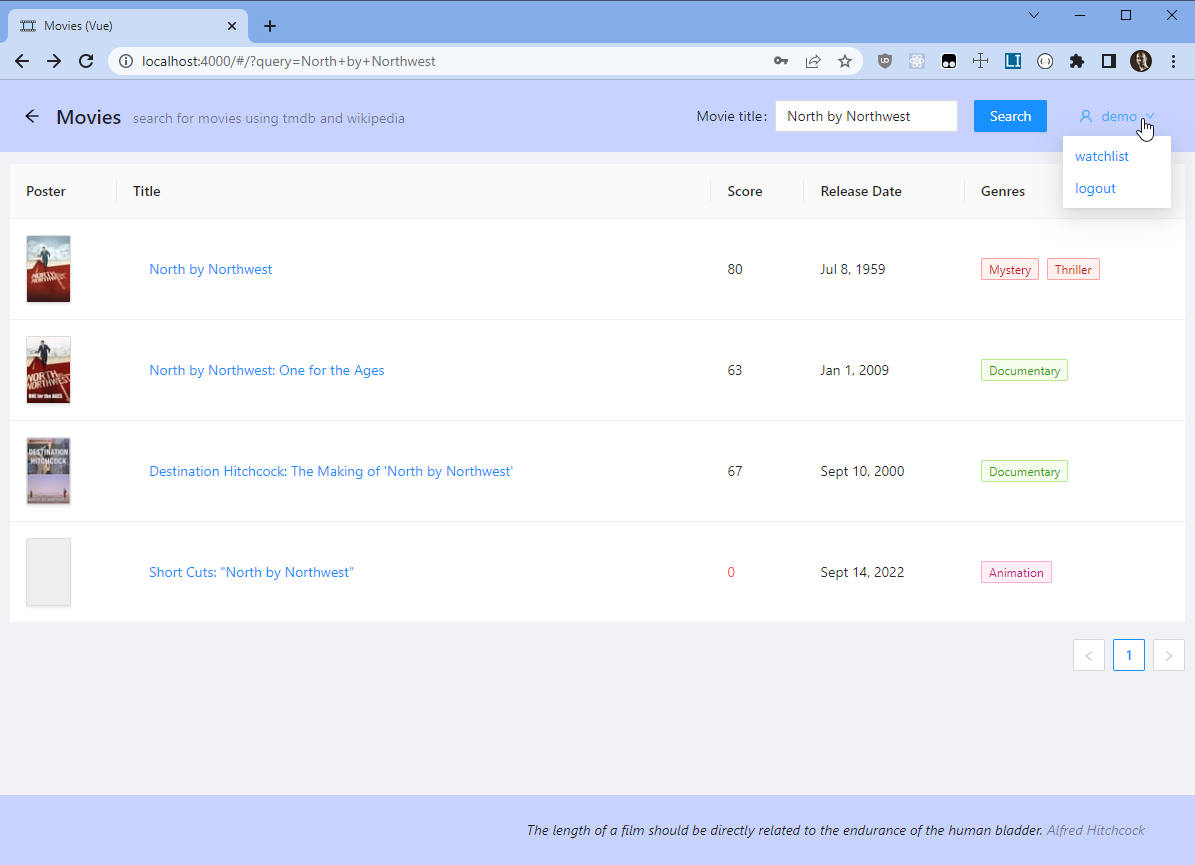 Movies (Vue)
localhost:4000/#/?query=North+by+Northwest
Movies search for movies using tmdb and wikipedia Movie title: North by Northwest Search demo
watchlist
logout
Poster Title Score Release Date Genres
NORTH NORTHWEST
North by Northwest 80 Jul 8, 1959 Mystery Thriller
NORTH NORTHWEST
ONE for the AGES
North by Northwest: One for the Ages 63 Jan 1, 2009 Documentary
DESTINATION
HITCHCOCK
Destination Hitchcock: The Making of 'North by Northwest' 67 Sept 10, 2000 Documentary
Short Cuts: "North by Northwest" 0 Sept 14, 2022 Animation
< 1 >
The length of a film should be directly related to the endurance of the human bladder. Alfred Hitchcock